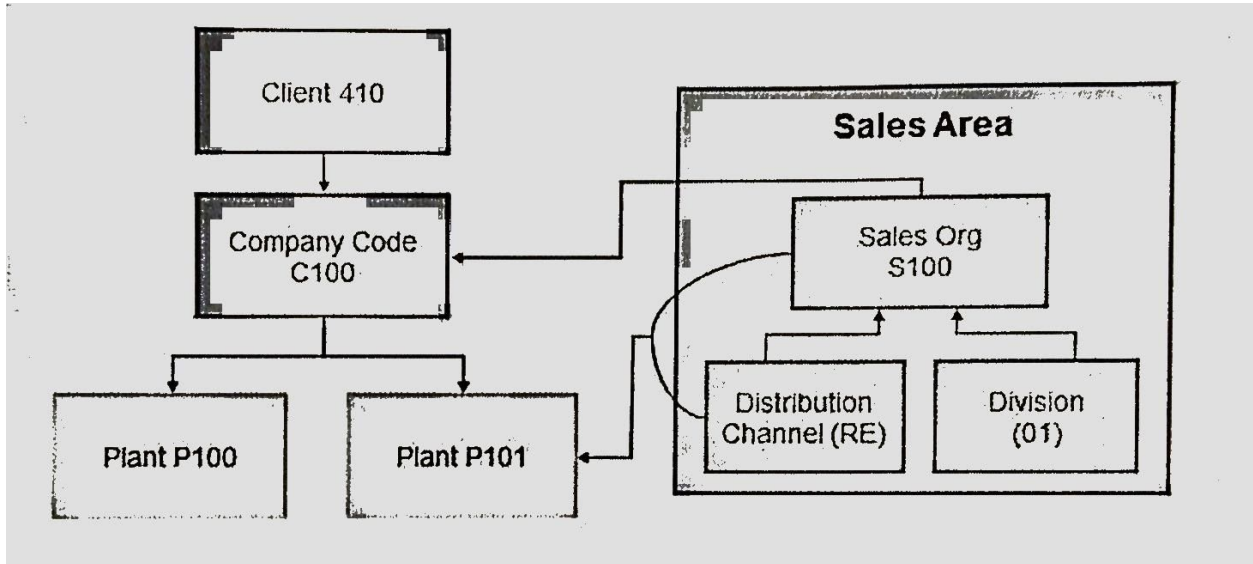 Client 410
Sales Area
Company Code
C100
Sales Org
S100
Distribution
Channel (RE)
Division
(01)
Plant P100
Plant P101